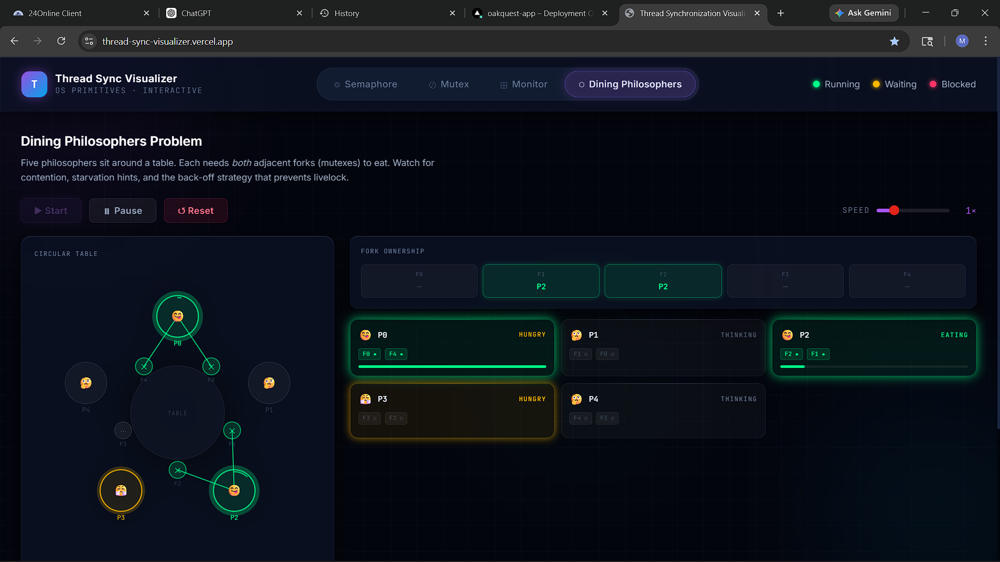 24Online Client
ChatGPT
History
oakquest-app – Deployment O
Thread Synchronization Visuali
Ask Gemini
thread-sync-visualizer.vercel.app
M
T
Thread Sync Visualizer
OS PRIMITIVES · INTERACTIVE
Semaphore
Mutex
Monitor
Dining Philosophers
Running
Waiting
Blocked
Dining Philosophers Problem
Five philosophers sit around a table. Each needs both adjacent forks (mutexes) to eat. Watch for
contention, starvation hints, and the back-off strategy that prevents livelock.
Start
Pause
Reset
SPEED
1×
CIRCULAR TABLE
P0
F4
F0
P4
P1
TABLE
F3
F1
F2
P3
P2
FORK OWNERSHIP
F0
—
F1
P2
F2
P2
F3
—
F4
—
P0
HUNGRY
F0 ●
F4 ●
P1
THINKING
F1 ○
F0 ○
P2
EATING
F2 ●
F1 ●
P3
HUNGRY
F3 ○
F2 ○
P4
THINKING
F4 ○
F3 ○